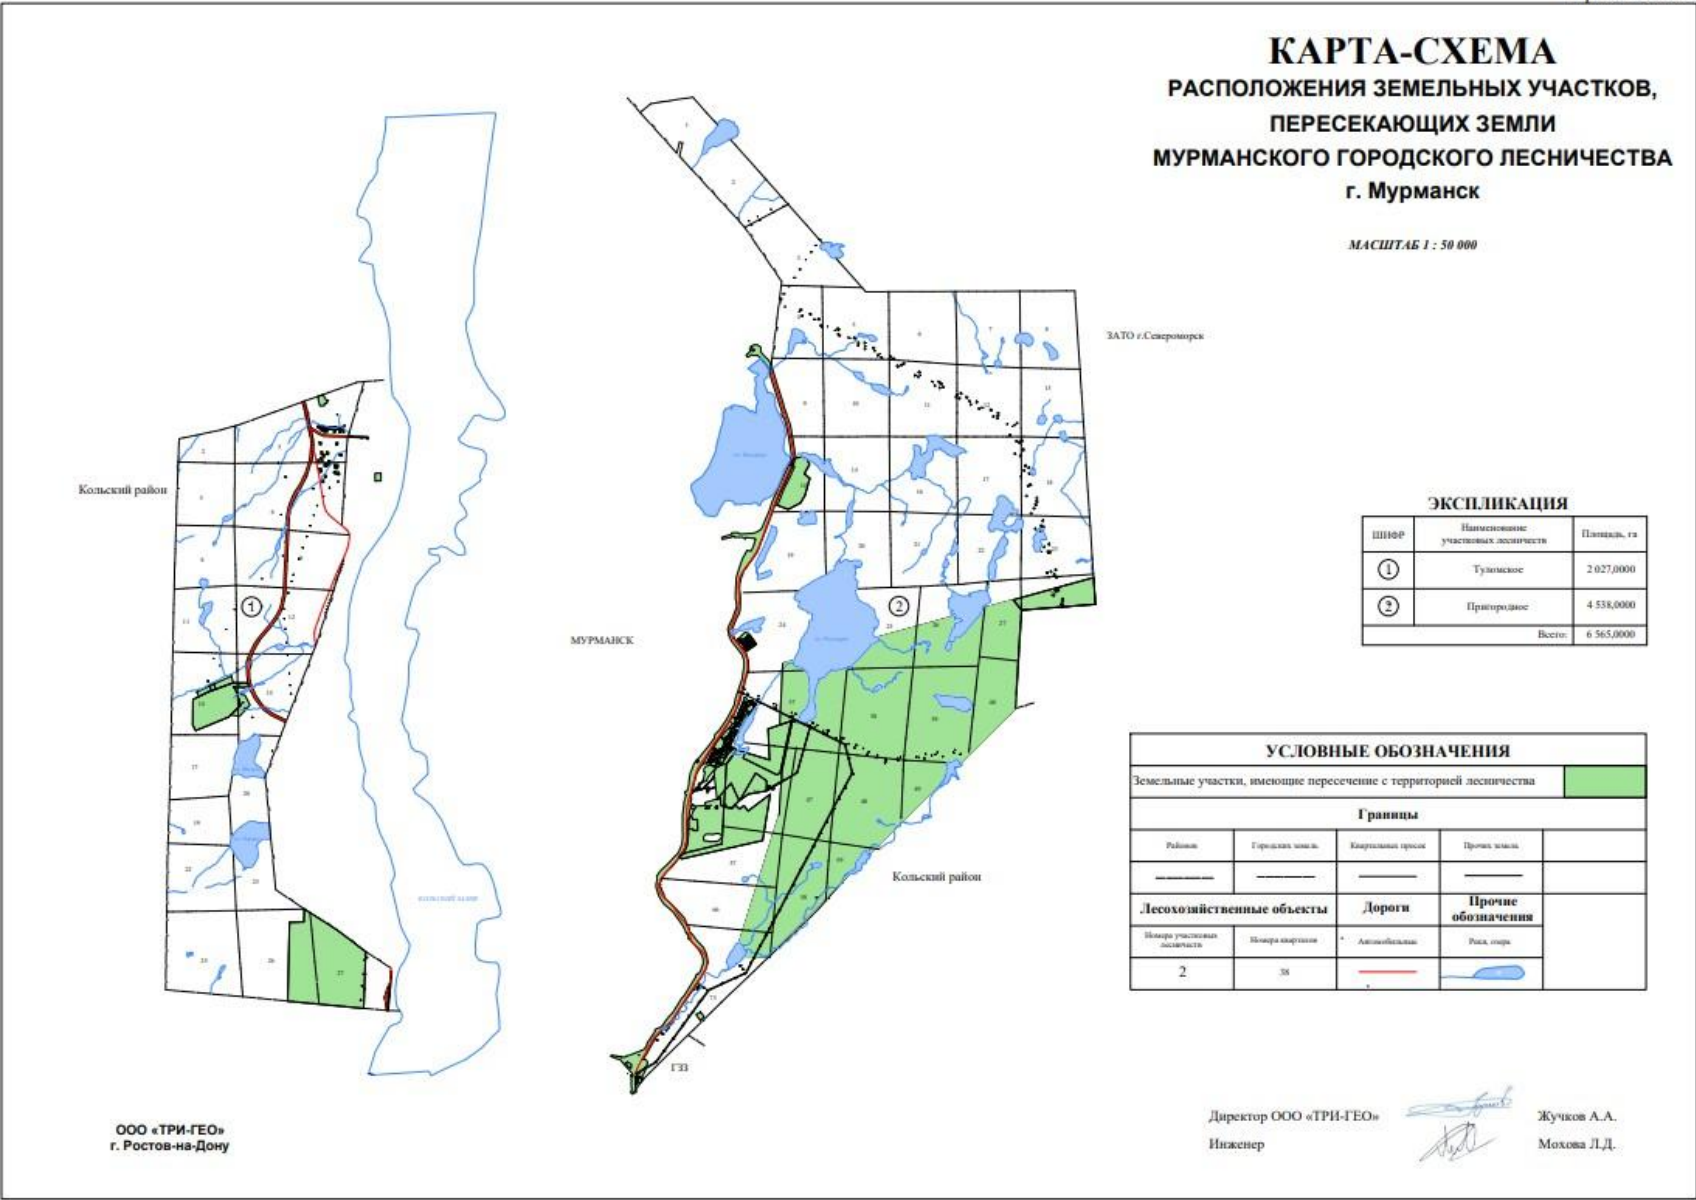 КАРТА-СХЕМА
РАСПОЛОЖЕНИЯ ЗЕМЕЛЬНЫХ УЧАСТКОВ,
ПЕРЕСЕКАЮЩИХ ЗЕМЛИ
МУРМАНСКОГО ГОРОДСКОГО ЛЕСНИЧЕСТВА
г. Мурманск
МАСШТАБ 1 : 50 000
ЗАТО г.Североморск
Кольский район
1
2
МУРМАНСК
Кольский район
КОЛЬСКИЙ ЗАЛИВ
ГЗЗ
ЭКСПЛИКАЦИЯ
ШИФР
Наименование
участковых лесничеств
Площадь, га
1
Туломское
2 027,0000
2
Пригородное
4 538,0000
Всего:
6 565,0000
УСЛОВНЫЕ ОБОЗНАЧЕНИЯ
Земельные участки, имеющие пересечение с территорией лесничества
Границы
Районов
Городских земель
Квартальных просек
Прочих земель
Лесохозяйственные объекты
Дороги
Прочие
обозначения
Номера участковых
лесничеств
Номера кварталов
Автомобильные
Реки, озера
2
38
Директор ООО «ТРИ-ГЕО»
Жучков А.А.
Инженер
Мохова Л.Д.
ООО «ТРИ-ГЕО»
г. Ростов-на-Дону